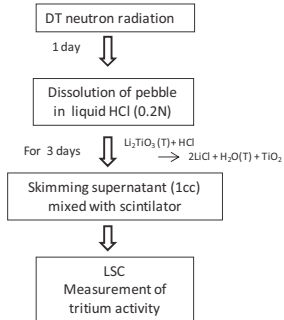 DT neutron radiation
1 day
Dissolution of pebble
in liquid HCl (0.2N)
For 3 days
Li₂TiO₃(T)+ HCl
→ 2LiCl + H₂O(T) + TiO₂
Skimming supernatant (1cc)
mixed with scintilator
LSC
Measurement of
tritium activity